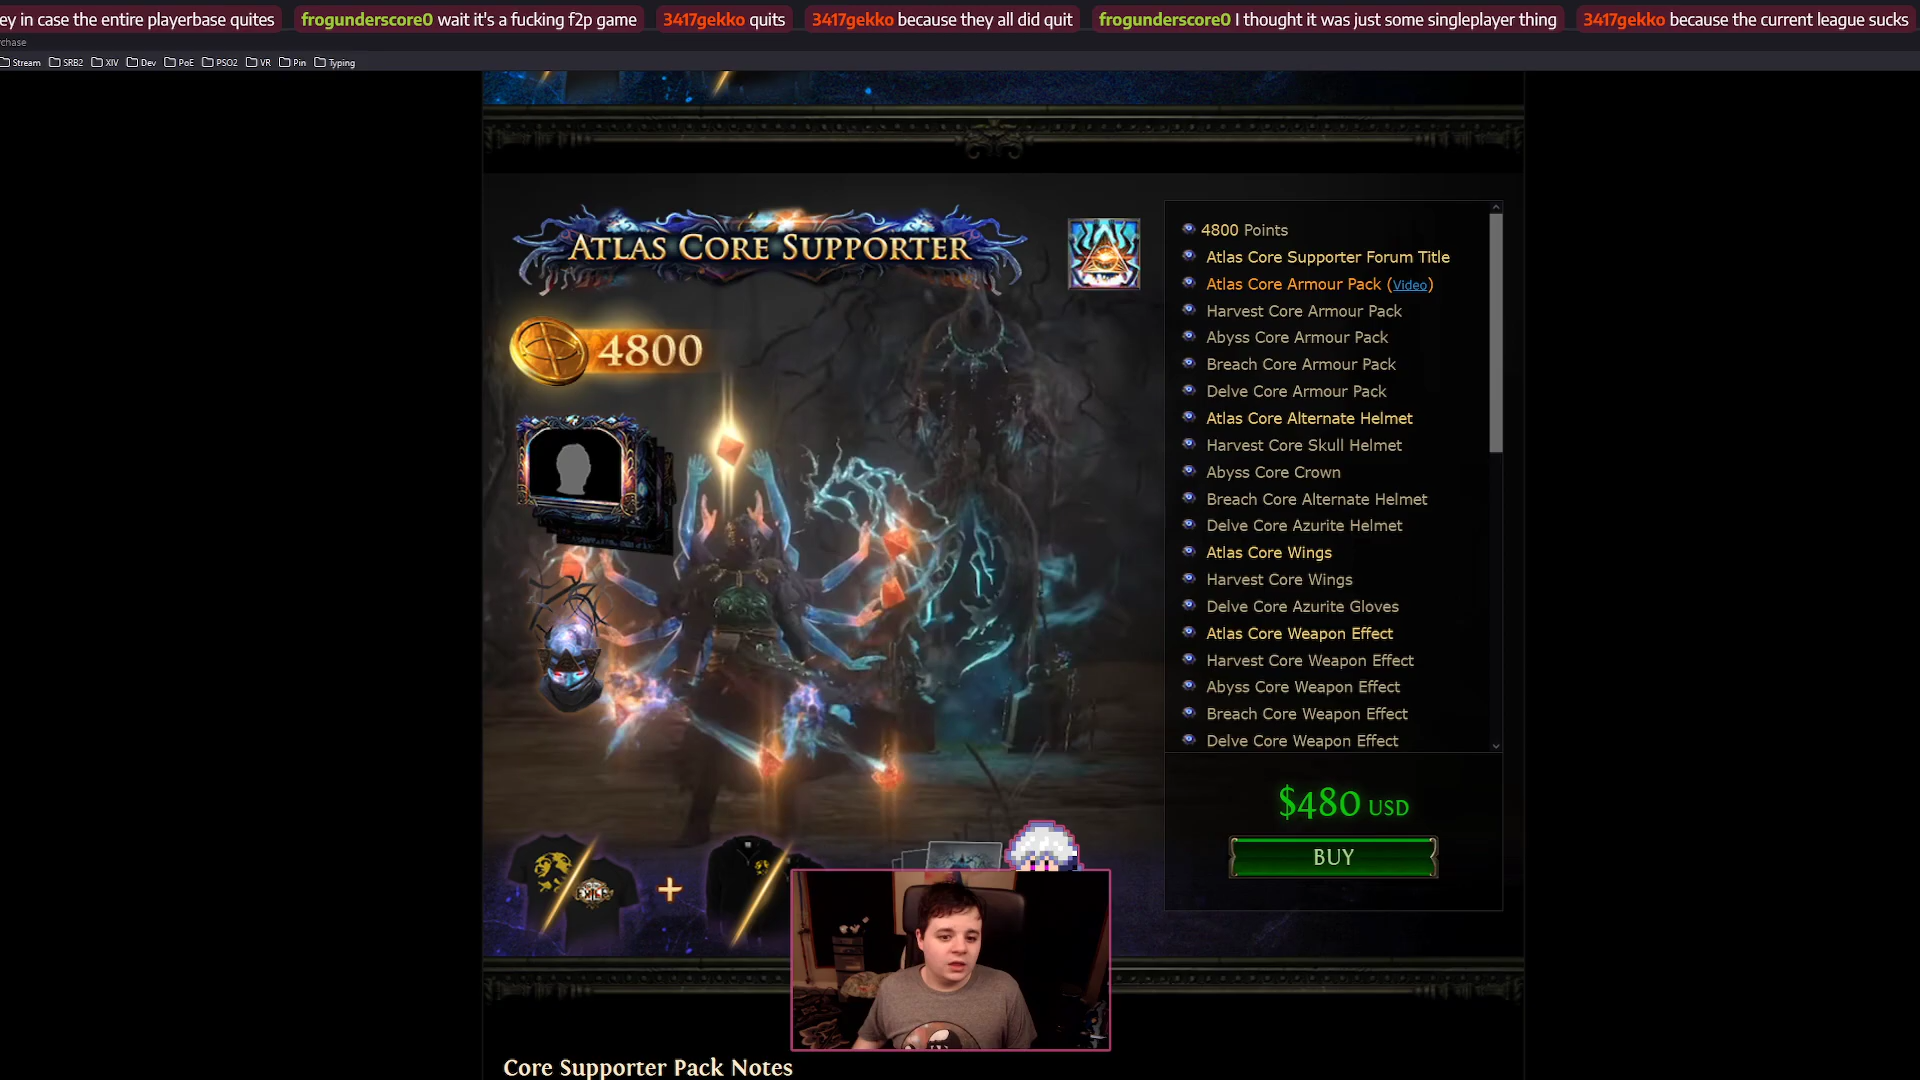 ey in case the entire playerbase quites frogunderscore0 wait it's a fucking f2p game 3417gekko quits 3417gekko because they all did quit frogunderscore0 I thought it was just some singleplayer thing 3417gekko because the current league sucks
rchase
Stream SRB2 XIV Dev PoE PSO2 VR Pin Typing
ATLAS CORE SUPPORTER
4800
4800 Points
Atlas Core Supporter Forum Title
Atlas Core Armour Pack (Video)
Harvest Core Armour Pack
Abyss Core Armour Pack
Breach Core Armour Pack
Delve Core Armour Pack
Atlas Core Alternate Helmet
Harvest Core Skull Helmet
Abyss Core Crown
Breach Core Alternate Helmet
Delve Core Azurite Helmet
Atlas Core Wings
Harvest Core Wings
Delve Core Azurite Gloves
Atlas Core Weapon Effect
Harvest Core Weapon Effect
Abyss Core Weapon Effect
Breach Core Weapon Effect
Delve Core Weapon Effect
$480 USD
BUY
EXILE
+
Core Supporter Pack Notes